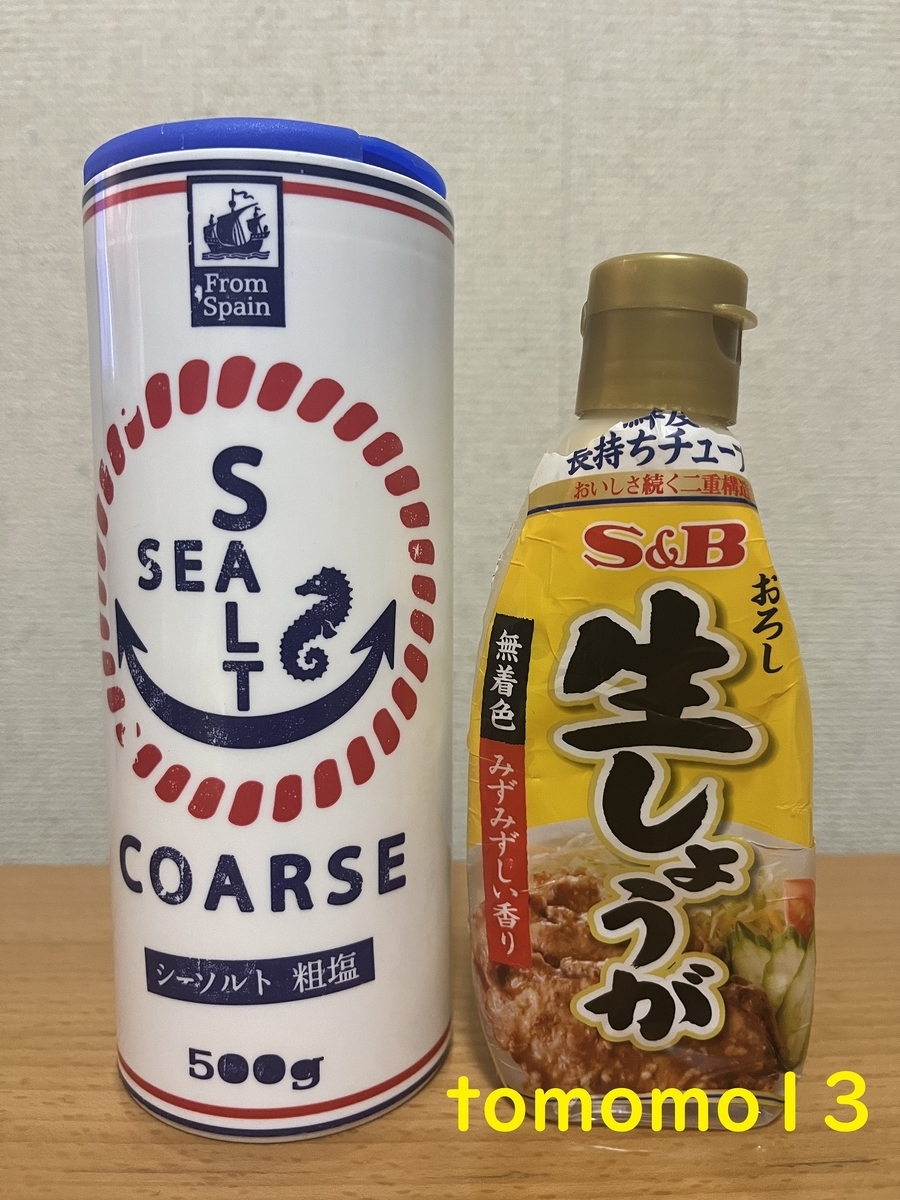 From
Spain
SEA
SALT
COARSE
シーソルト 粗塩
500g
長持ちチューブ
おいしさ続く二重構造
S&B
おろし
生しょうが
無着色
みずみずしい香り
tomomo13